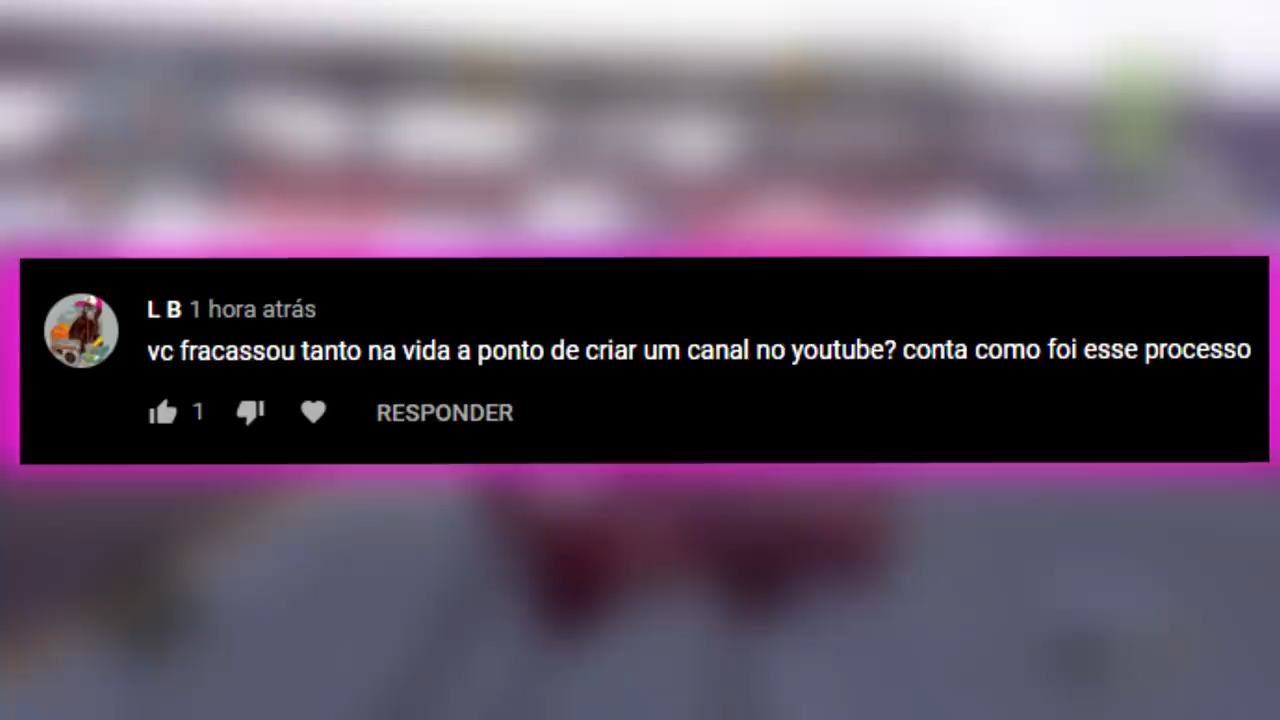 L B 1 hora atrás
vc fracassou tanto na vida a ponto de criar um canal no youtube? conta como foi esse processo
1 RESPONDER